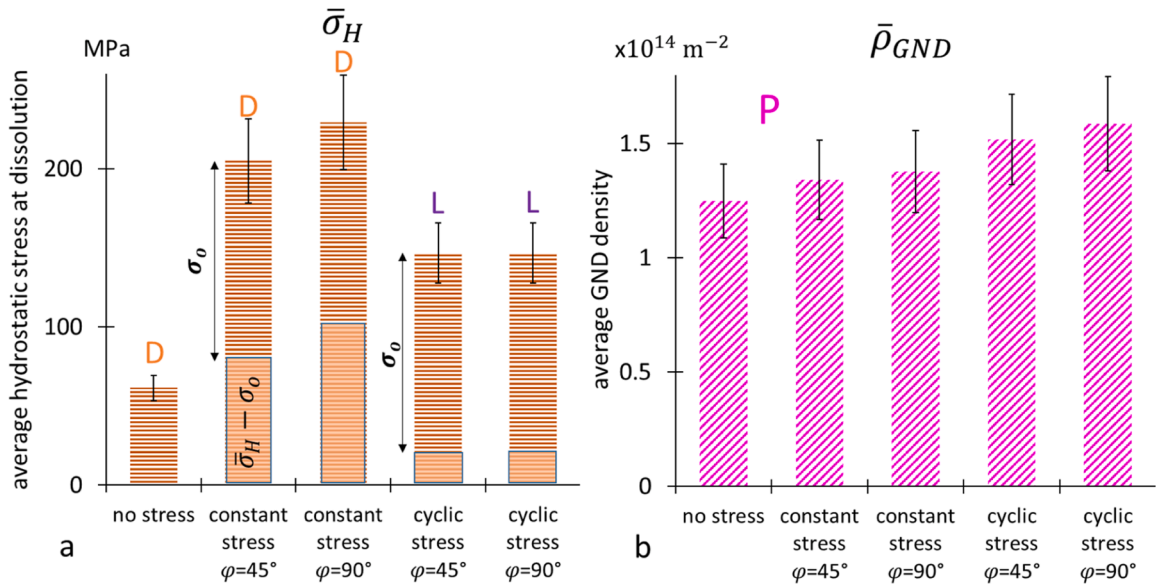 σ̄_H
MPa
average hydrostatic stress at dissolution
200
100
0
D
D
D
L
L
σ_o
σ_o
σ̄_H − σ_o
no stress
constant stress φ=45°
constant stress φ=90°
cyclic stress φ=45°
cyclic stress φ=90°
a
ρ̄_GND
x10¹⁴ m⁻²
average GND density
P
1.5
1
0.5
0
no stress
constant stress φ=45°
constant stress φ=90°
cyclic stress φ=45°
cyclic stress φ=90°
b